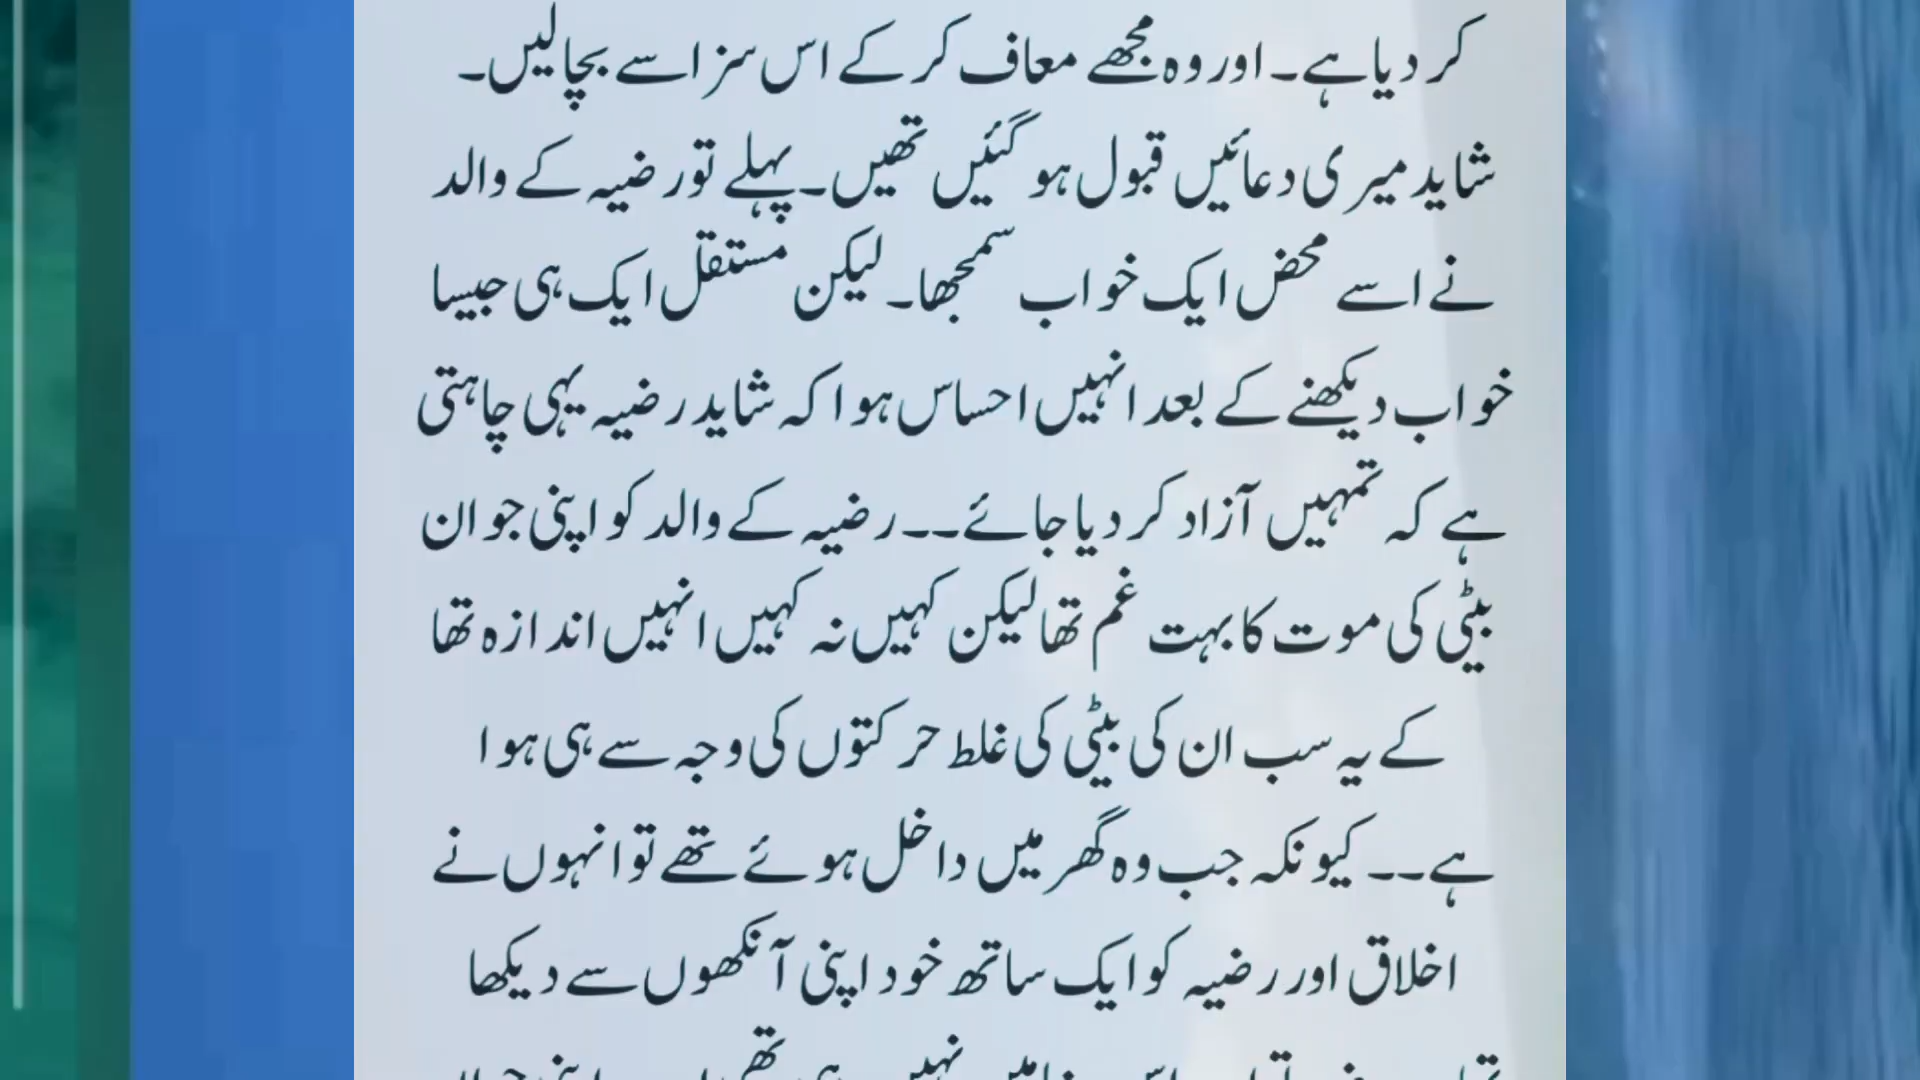 کر دیا ہے۔ اور وہ مجھے معاف کر کے اس سزا سے بچالیں۔
شاید میری دعائیں قبول ہو گئیں تھیں۔ پہلے تو رضیہ کے والد
نے اسے محض ایک خواب سمجھا۔ لیکن مستقل ایک ہی جیسا
خواب دیکھنے کے بعد انہیں احساس ہوا کہ شاید رضیہ یہی چاہتی
ہے کہ تمہیں آزاد کر دیا جائے۔۔ رضیہ کے والد کو اپنی جوان
بیٹی کی موت کا بہت غم تھا لیکن کہیں نہ کہیں انہیں اندازہ تھا
کے یہ سب ان کی بیٹی کی غلط حرکتوں کی وجہ سے ہی ہوا
ہے۔۔ کیونکہ جب وہ گھر میں داخل ہوئے تھے تو انہوں نے
اخلاق اور رضیہ کو ایک ساتھ خود اپنی آنکھوں سے دیکھا